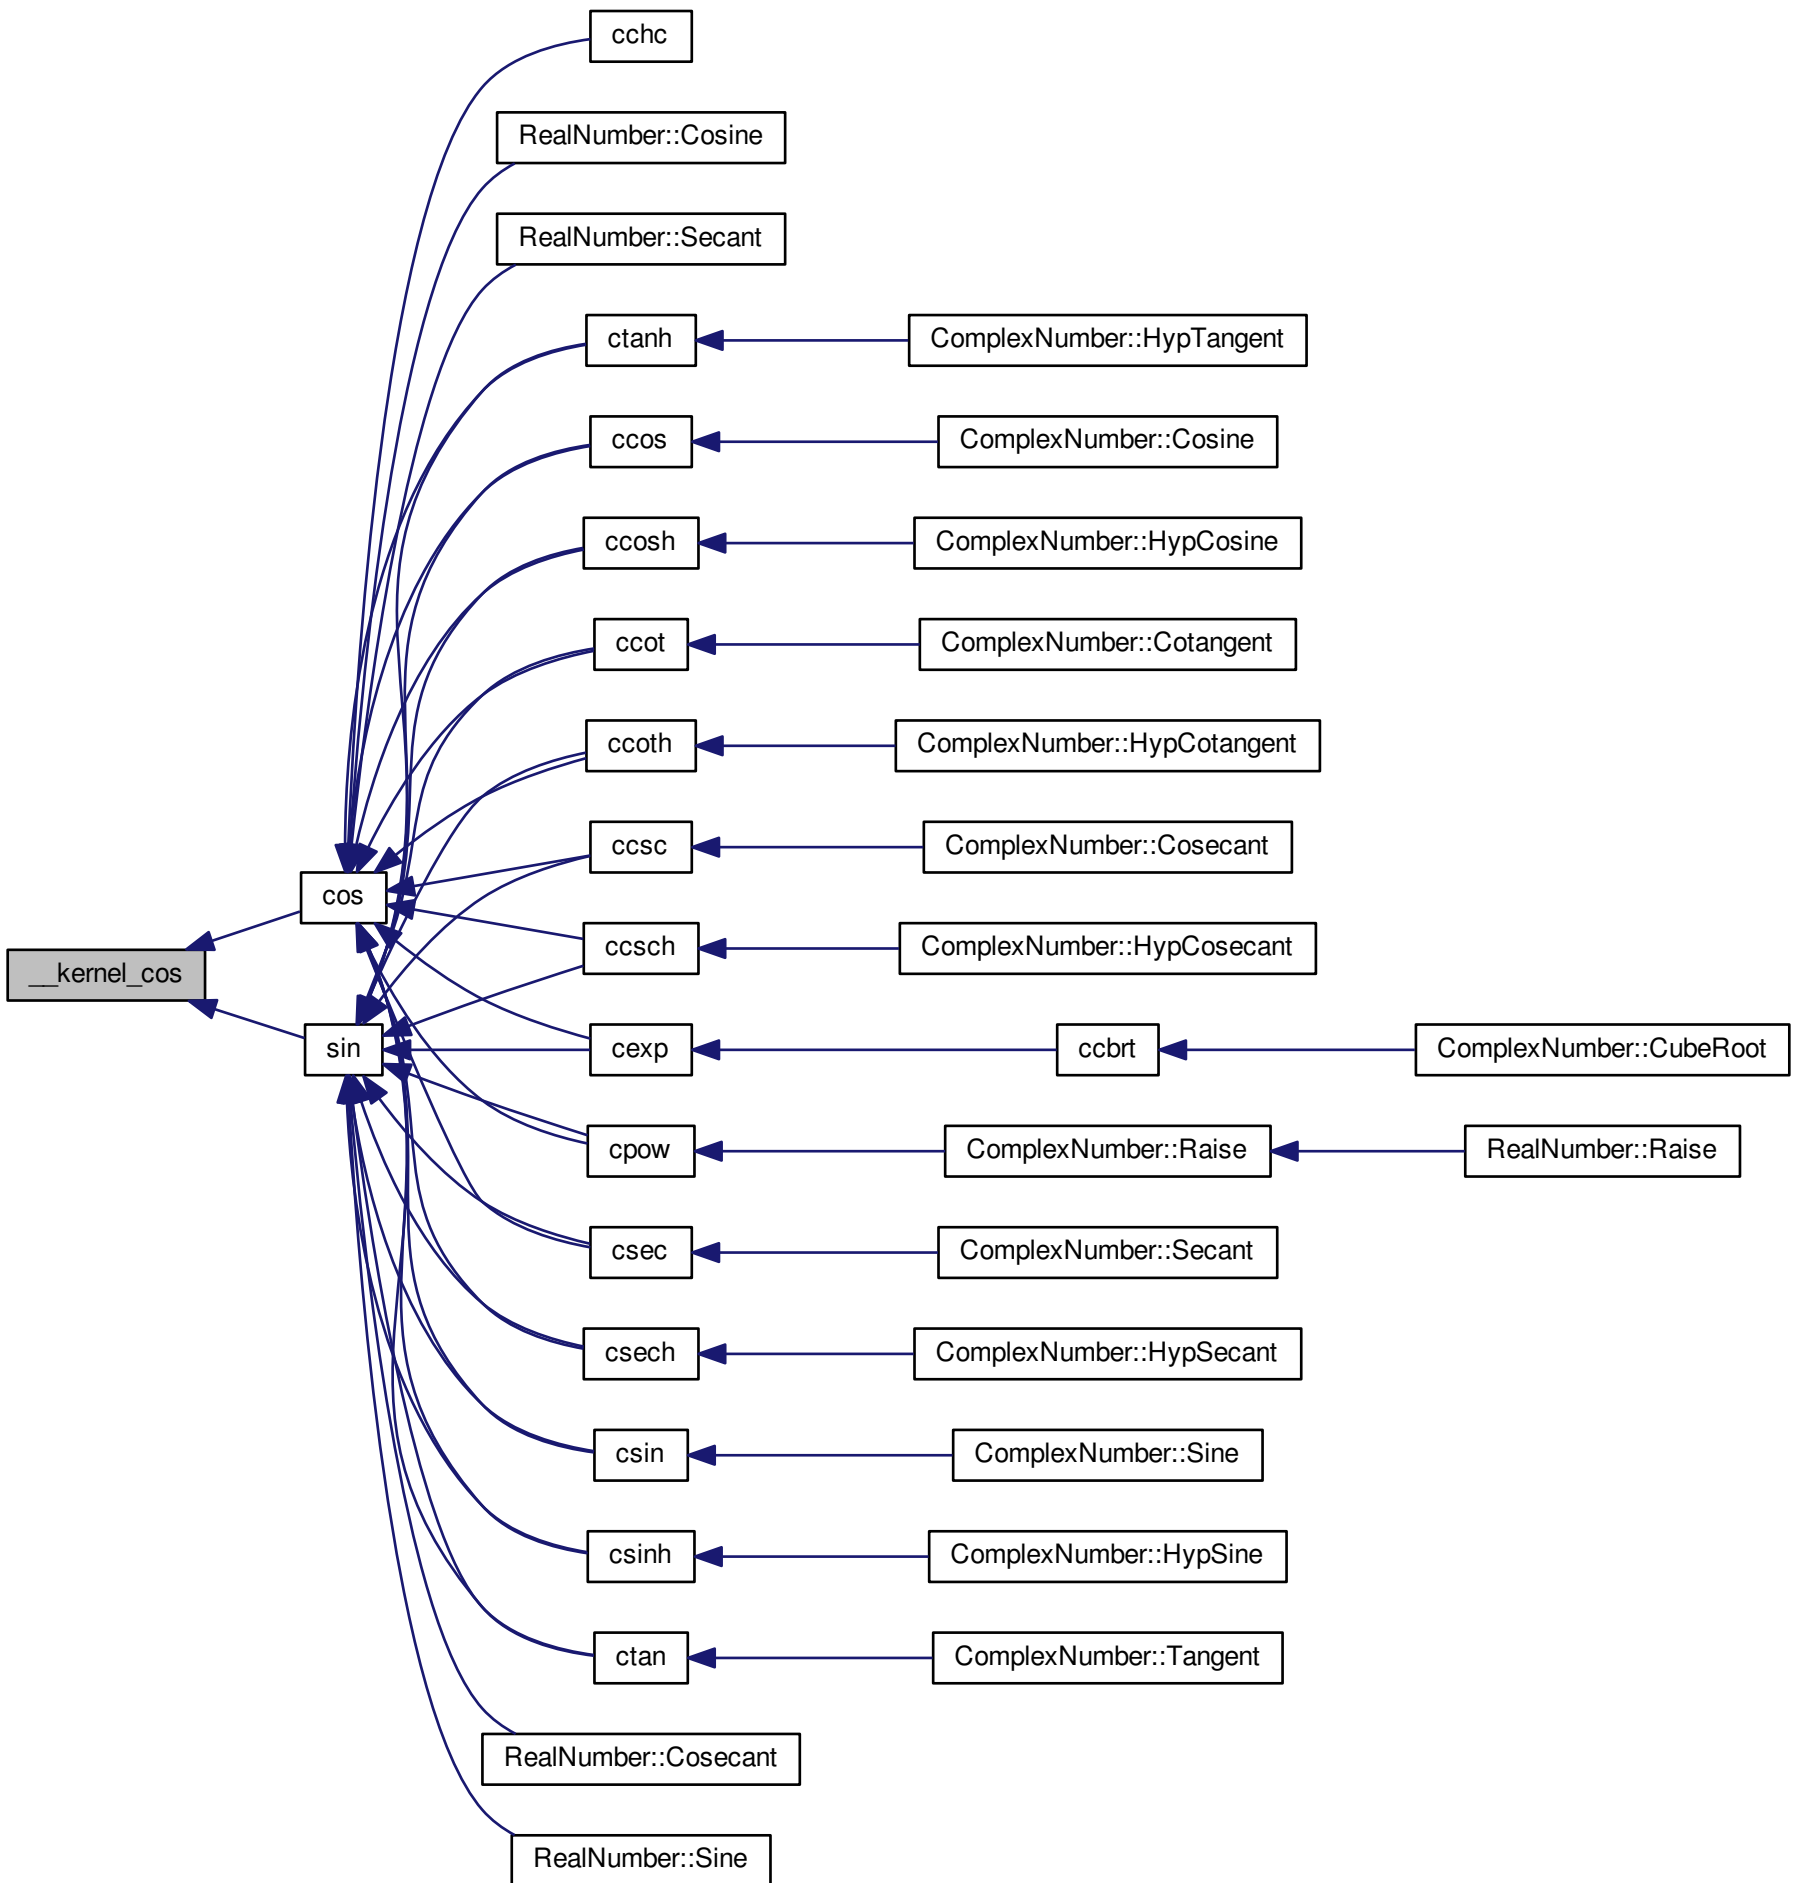 cchc
RealNumber::Cosine
RealNumber::Secant
ctanh
ComplexNumber::HypTangent
ccos
ComplexNumber::Cosine
ccosh
ComplexNumber::HypCosine
ccot
ComplexNumber::Cotangent
ccoth
ComplexNumber::HypCotangent
ccsc
ComplexNumber::Cosecant
cos
ccsch
ComplexNumber::HypCosecant
__kernel_cos
sin
cexp
ccbrt
ComplexNumber::CubeRoot
cpow
ComplexNumber::Raise
RealNumber::Raise
csec
ComplexNumber::Secant
csech
ComplexNumber::HypSecant
csin
ComplexNumber::Sine
csinh
ComplexNumber::HypSine
ctan
ComplexNumber::Tangent
RealNumber::Cosecant
RealNumber::Sine